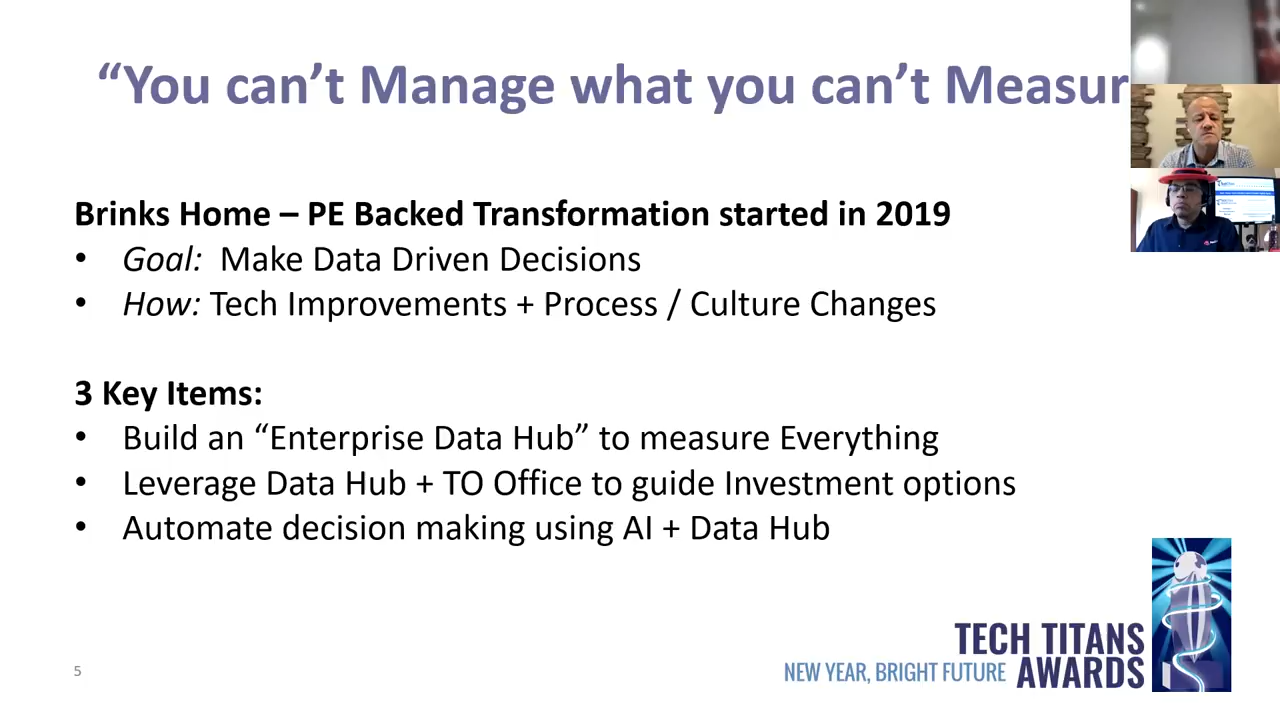 “You can’t Manage what you can’t Measur
Brinks Home – PE Backed Transformation started in 2019
• Goal: Make Data Driven Decisions
• How: Tech Improvements + Process / Culture Changes
3 Key Items:
• Build an “Enterprise Data Hub” to measure Everything
• Leverage Data Hub + TO Office to guide Investment options
• Automate decision making using AI + Data Hub
TECH TITANS
NEW YEAR, BRIGHT FUTURE AWARDS
5